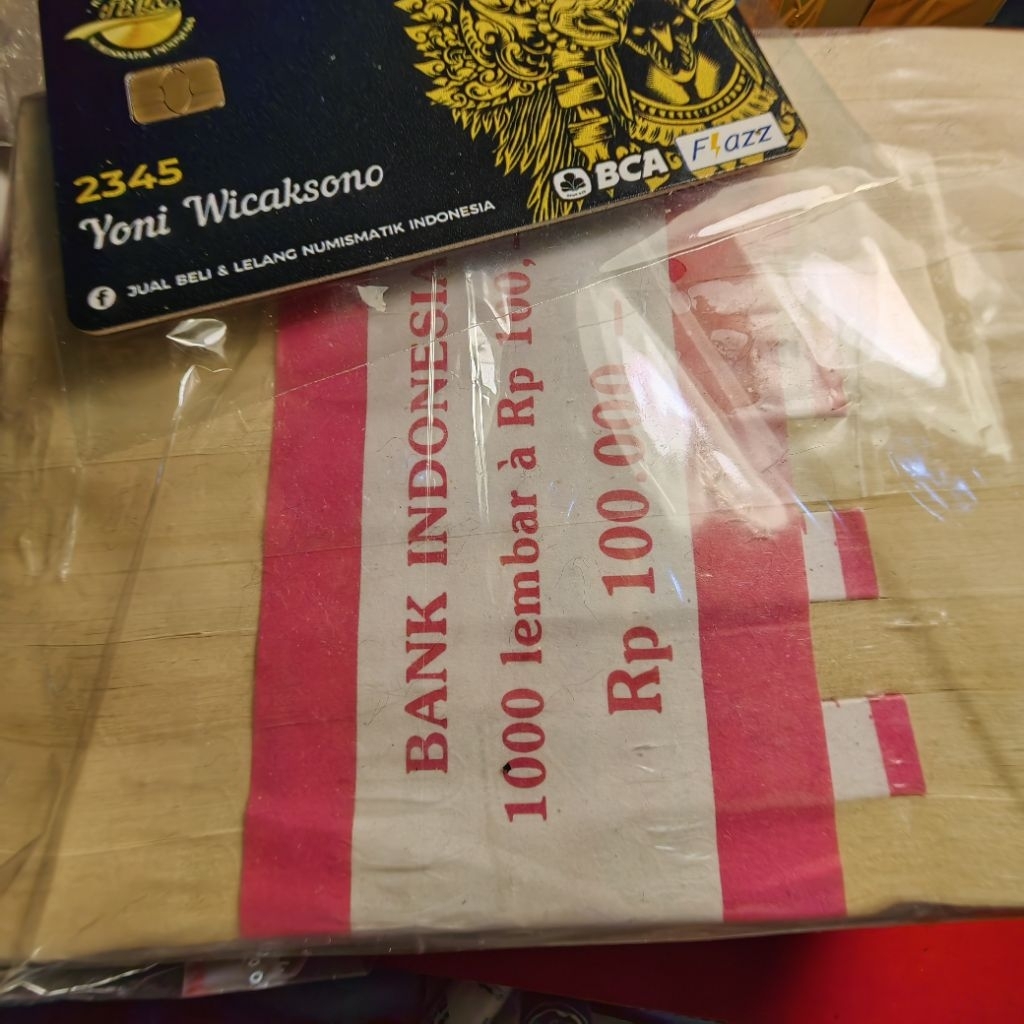 2345
Yoni Wicaksono
JUAL BELI & LELANG NUMISMATIK INDONESIA
BCA
Flazz
BANK INDONESIA
1000 lembar à Rp 100,-
Rp 100.000